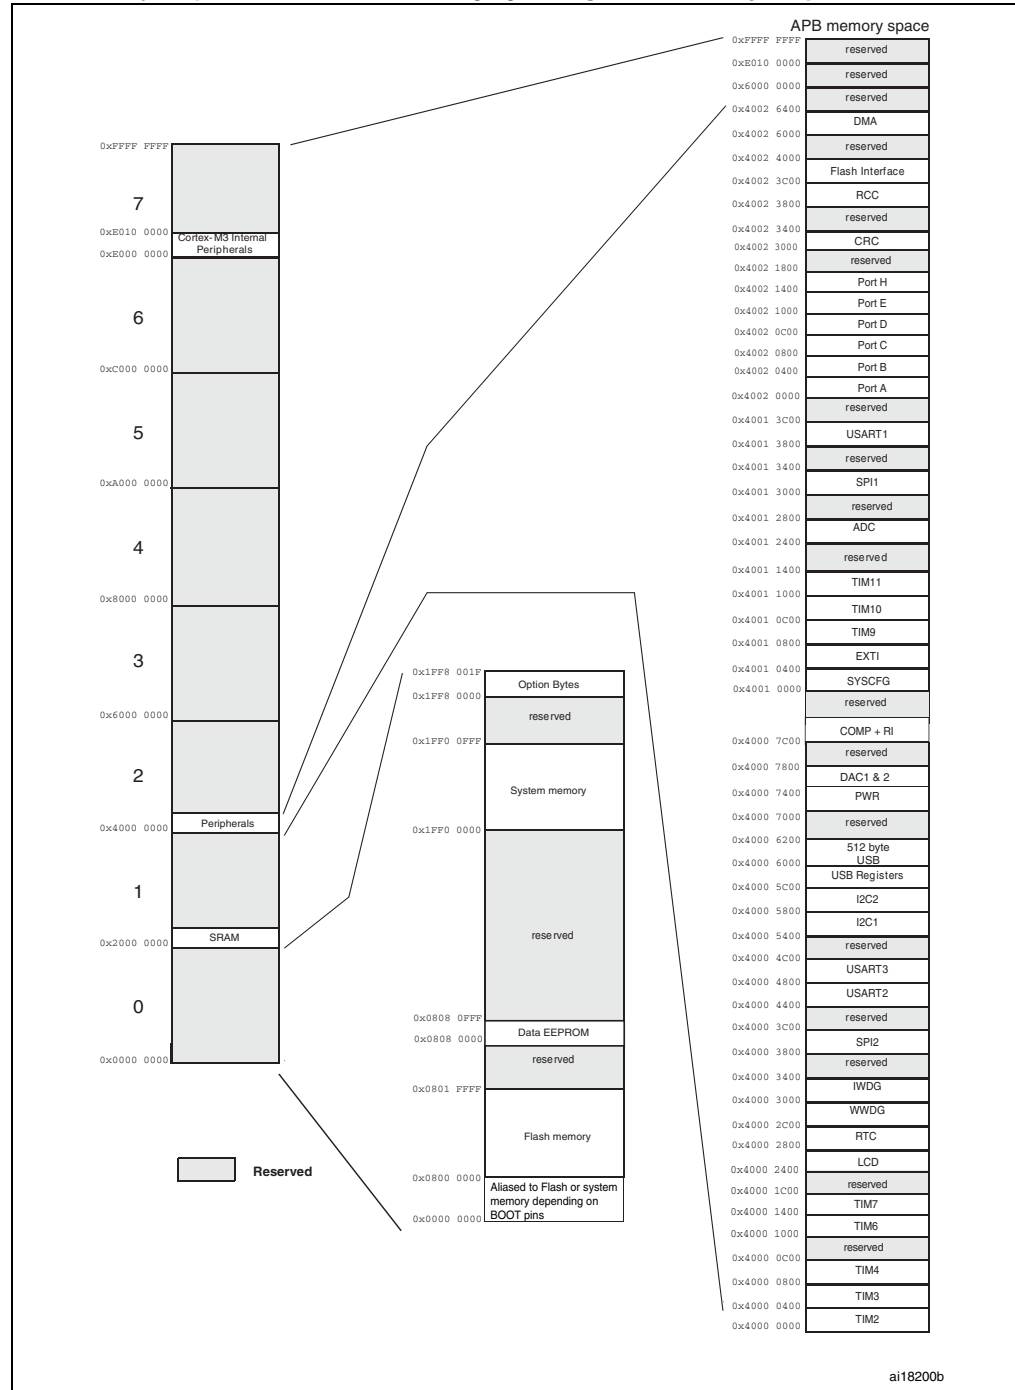 APB memory space
0xFFFF FFFF
reserved
0xE010 0000
reserved
0x6000 0000
reserved
0x4002 6400
DMA
0x4002 6000
reserved
0x4002 4000
Flash Interface
0x4002 3C00
RCC
0x4002 3800
reserved
0x4002 3400
CRC
0x4002 3000
reserved
0x4002 1800
Port H
0x4002 1400
Port E
0x4002 1000
Port D
0x4002 0C00
Port C
0x4002 0800
Port B
0x4002 0400
Port A
0x4002 0000
reserved
0x4001 3C00
USART1
0x4001 3800
reserved
0x4001 3400
SPI1
0x4001 3000
reserved
0x4001 2800
ADC
0x4001 2400
reserved
0x4001 1400
TIM11
0x4001 1000
TIM10
0x4001 0C00
TIM9
0x4001 0800
EXTI
0x4001 0400
SYSCFG
0x4001 0000
reserved
COMP + RI
0x4000 7C00
reserved
0x4000 7800
DAC1 & 2
0x4000 7400
PWR
0x4000 7000
reserved
0x4000 6200
512 byte
USB
0x4000 6000
USB Registers
0x4000 5C00
I2C2
0x4000 5800
I2C1
0x4000 5400
reserved
0x4000 4C00
USART3
0x4000 4800
USART2
0x4000 4400
reserved
0x4000 3C00
SPI2
0x4000 3800
reserved
0x4000 3400
IWDG
0x4000 3000
WWDG
0x4000 2C00
RTC
0x4000 2800
LCD
0x4000 2400
reserved
0x4000 1C00
TIM7
0x4000 1400
TIM6
0x4000 1000
reserved
0x4000 0C00
TIM4
0x4000 0800
TIM3
0x4000 0400
TIM2
0x4000 0000
0xFFFF FFFF
7
0xE010 0000
Cortex-M3 Internal
Peripherals
0xE000 0000
6
0xC000 0000
5
0xA000 0000
4
0x8000 0000
3
0x6000 0000
2
Peripherals
0x4000 0000
1
SRAM
0x2000 0000
0
0x0000 0000
Reserved
0x1FF8 001F
Option Bytes
0x1FF8 0000
reserved
0x1FF0 0FFF
System memory
0x1FF0 0000
reserved
0x0808 0FFF
Data EEPROM
0x0808 0000
reserved
0x0801 FFFF
Flash memory
0x0800 0000
Aliased to Flash or system
memory depending on
BOOT pins
0x0000 0000
ai18200b